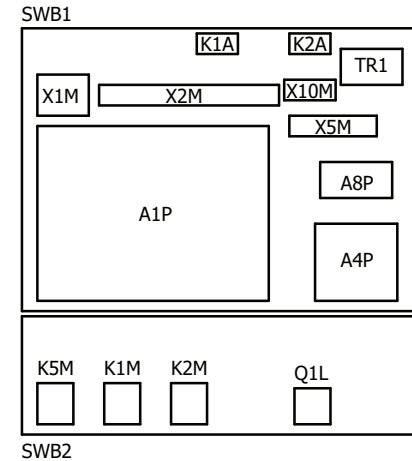 SWB1
K1A K2A
TR1
X1M X2M X10M
X5M
A8P
A1P
A4P
K5M K1M K2M Q1L
SWB2